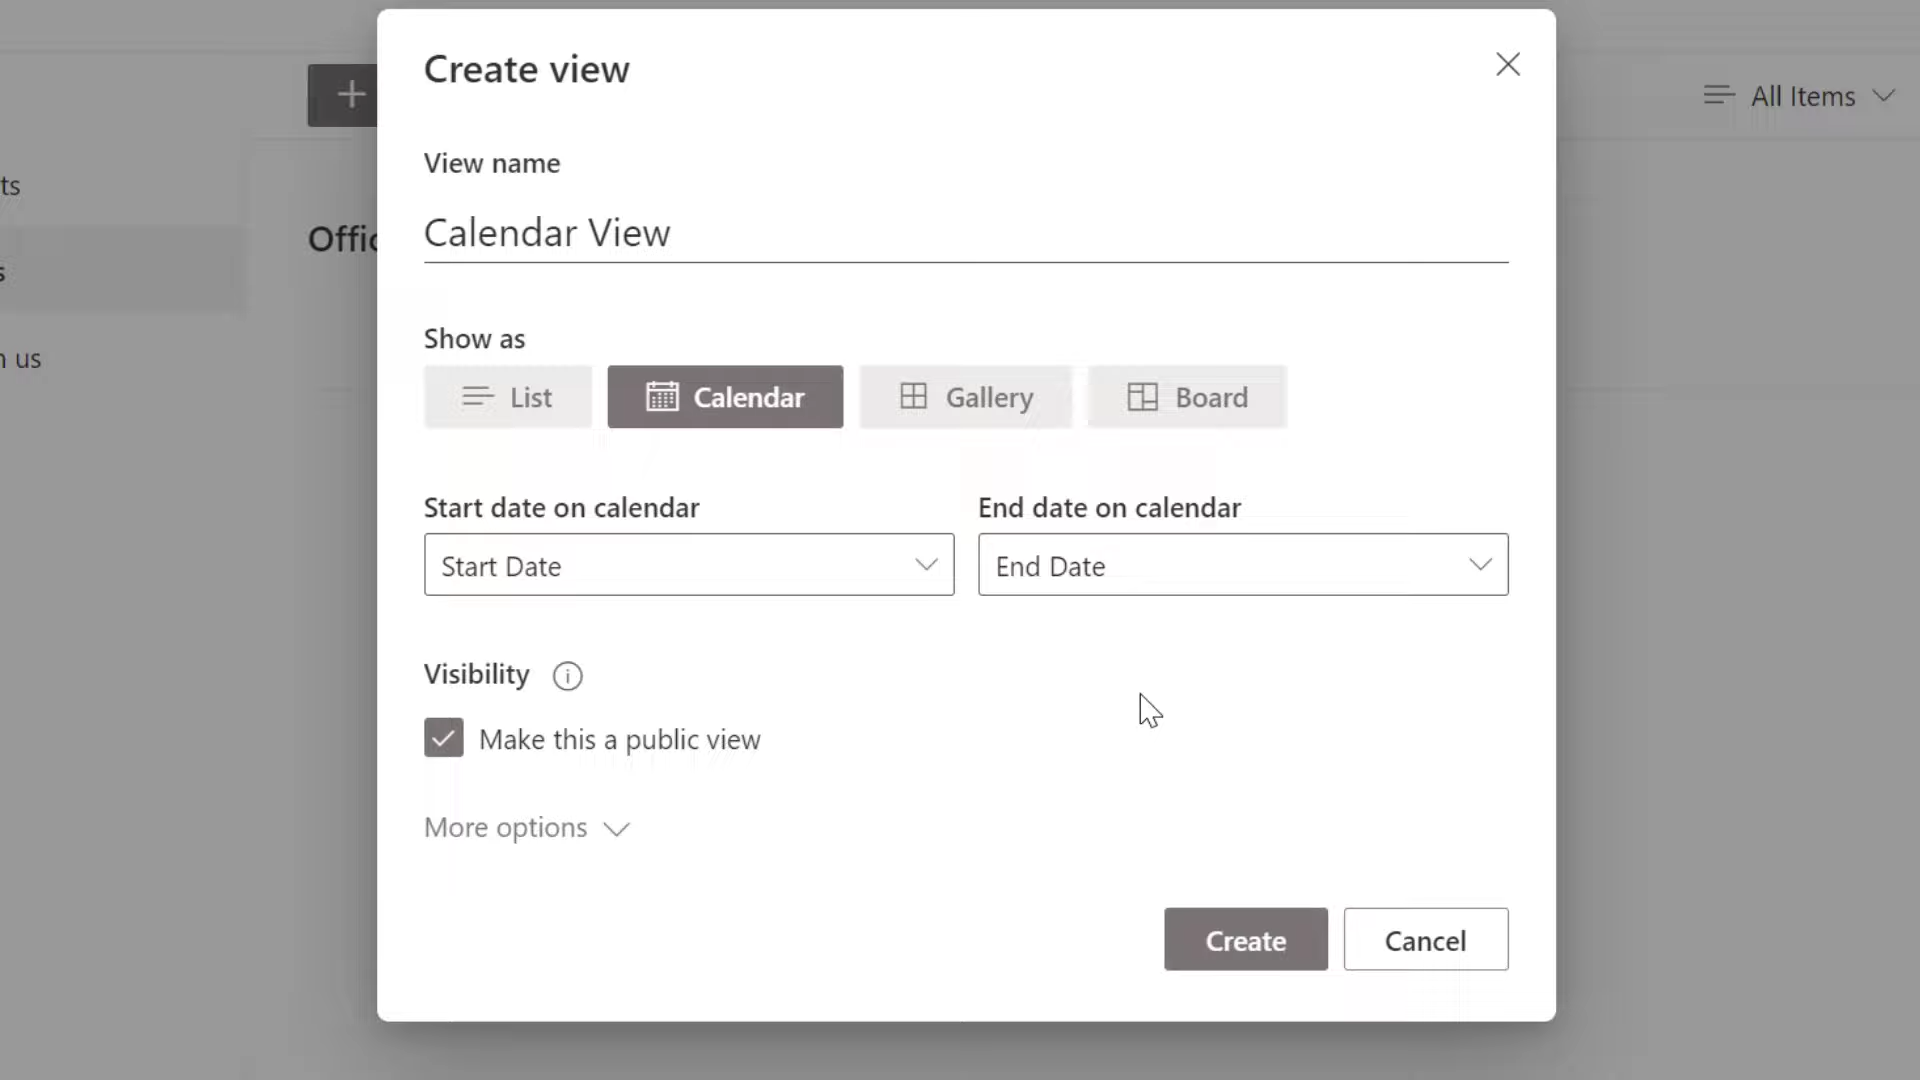 Create view
All Items
View name
ts
Calendar View
Offic
s
Show as
n us
List Calendar Gallery Board
Start date on calendar End date on calendar
Start Date End Date
Visibility
Make this a public view
More options
Create Cancel